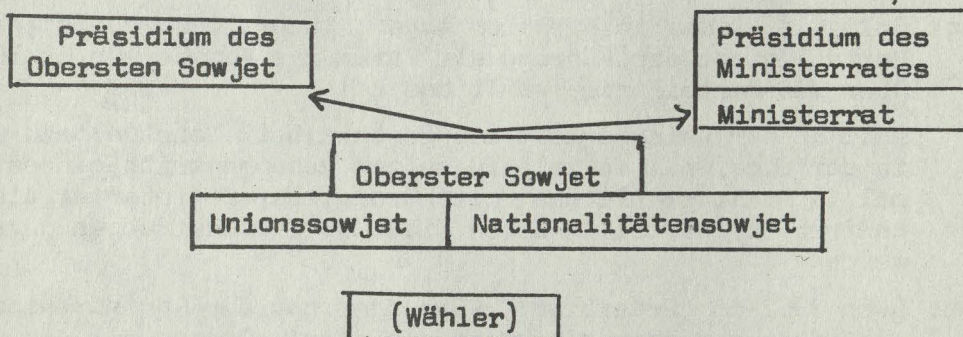 Präsidium des
Obersten Sowjet
Präsidium des
Ministerrates
Ministerrat
Oberster Sowjet
Unionssowjet
Nationalitätensowjet
(Wähler)